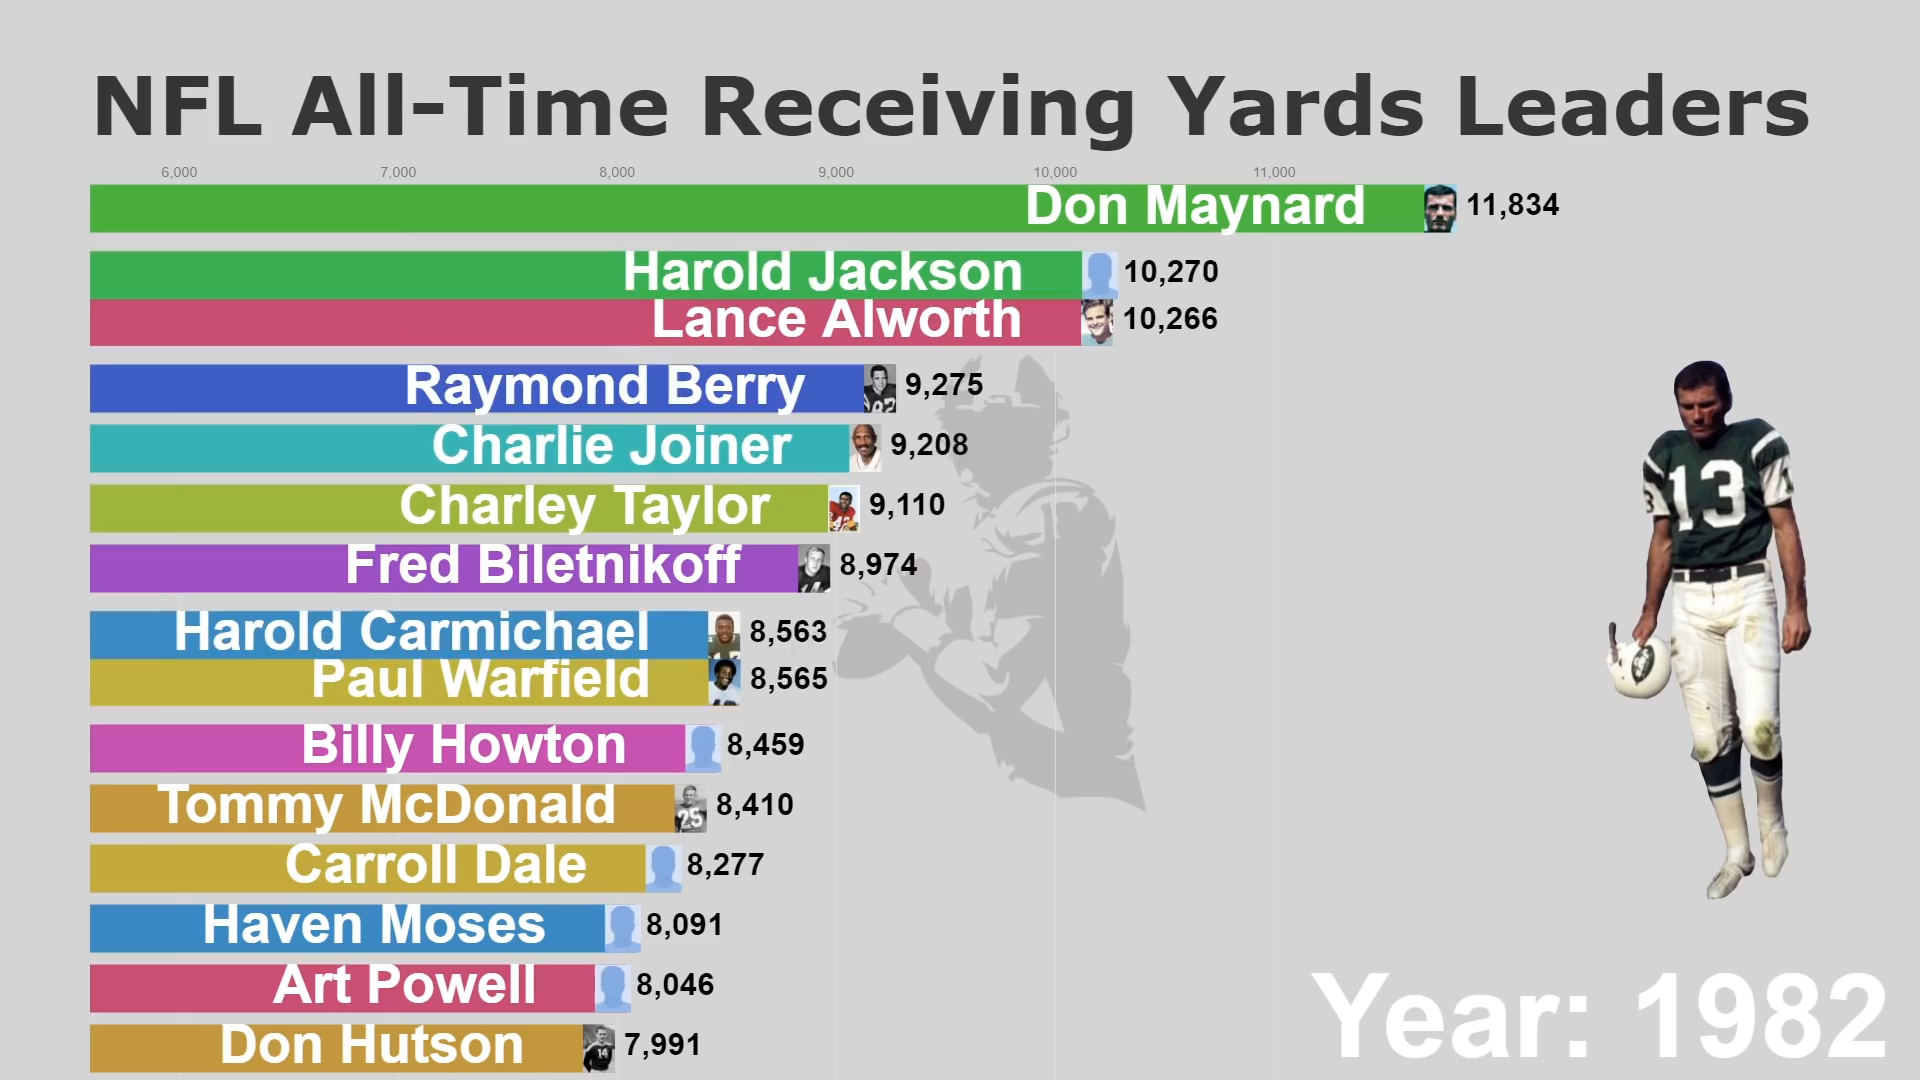 NFL All-Time Receiving Yards Leaders
6,000 7,000 8,000 9,000 10,000 11,000
Don Maynard 11,834
Harold Jackson 10,270
Lance Alworth 10,266
Raymond Berry 9,275
Charlie Joiner 9,208
Charley Taylor 9,110
Fred Biletnikoff 8,974
Harold Carmichael 8,563
Paul Warfield 8,565
Billy Howton 8,459
Tommy McDonald 8,410
Carroll Dale 8,277
Haven Moses 8,091
Art Powell 8,046
Don Hutson 7,991
Year: 1982
13